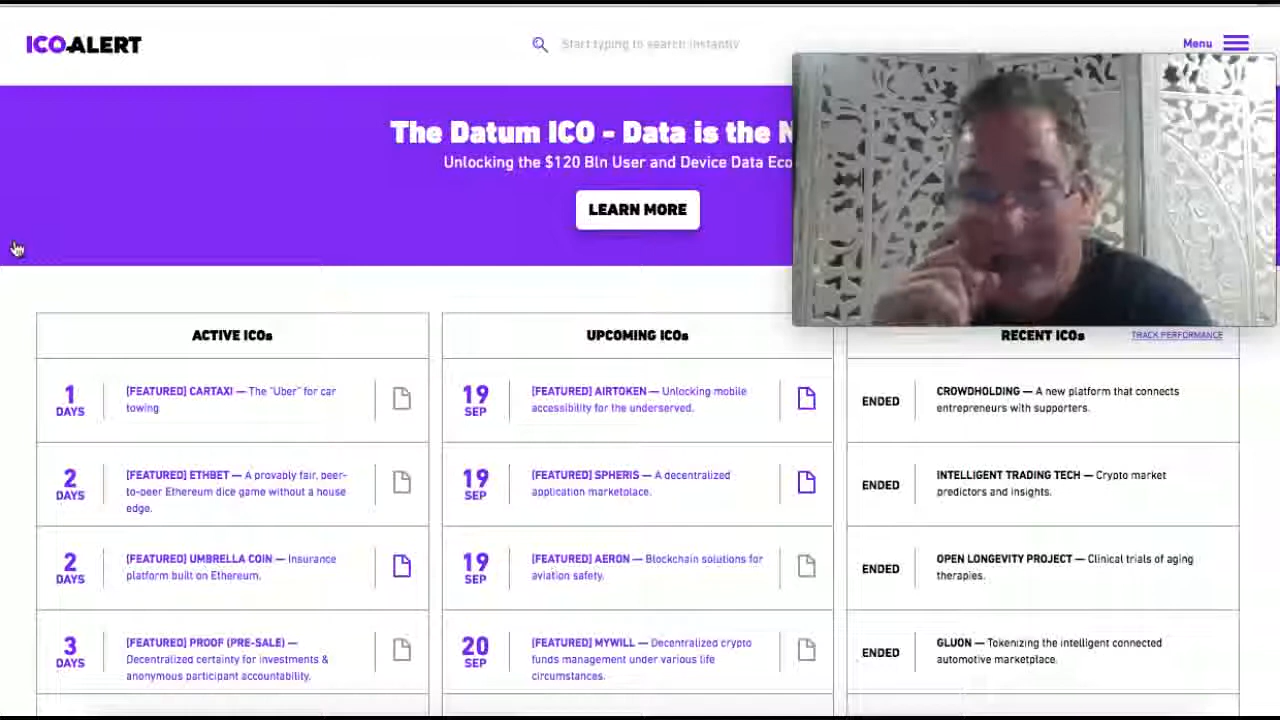 ICO ALERT
Start typing to search instantly
Menu
The Datum ICO - Data is the N
Unlocking the $120 Bln User and Device Data Eco
LEARN MORE
ACTIVE ICOs
1 DAYS
[FEATURED] CARTAXI — The "Uber" for car
towing
2 DAYS
[FEATURED] ETHBET — A provably fair, peer-
to-peer Ethereum dice game without a house
edge.
2 DAYS
[FEATURED] UMBRELLA COIN — Insurance
platform built on Ethereum.
3 DAYS
[FEATURED] PROOF (PRE-SALE) —
Decentralized certainty for investments &
anonymous participant accountability.
UPCOMING ICOs
19 SEP
[FEATURED] AIRTOKEN — Unlocking mobile
accessibility for the underserved.
19 SEP
[FEATURED] SPHERIS — A decentralized
application marketplace.
19 SEP
[FEATURED] AERON — Blockchain solutions for
aviation safety.
20 SEP
[FEATURED] MYWILL — Decentralized crypto
funds management under various life
circumstances.
RECENT ICOs
TRACK PERFORMANCE
ENDED
CROWDHOLDING — A new platform that connects
entrepreneurs with supporters.
ENDED
INTELLIGENT TRADING TECH — Crypto market
predictors and insights.
ENDED
OPEN LONGEVITY PROJECT — Clinical trials of aging
therapies.
ENDED
GLUON — Tokenizing the intelligent connected
automotive marketplace.